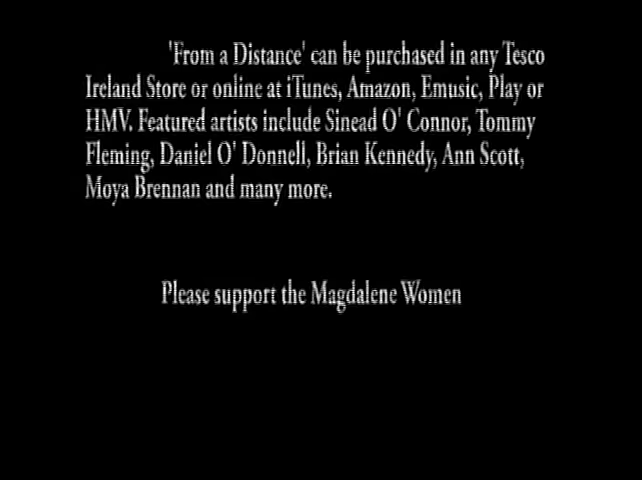 'From a Distance' can be purchased in any Tesco
Ireland Store or online at iTunes, Amazon, Emusic, Play or
HMV. Featured artists include Sinead O' Connor, Tommy
Fleming, Daniel O' Donnell, Brian Kennedy, Ann Scott,
Moya Brennan and many more.
Please support the Magdalene Women